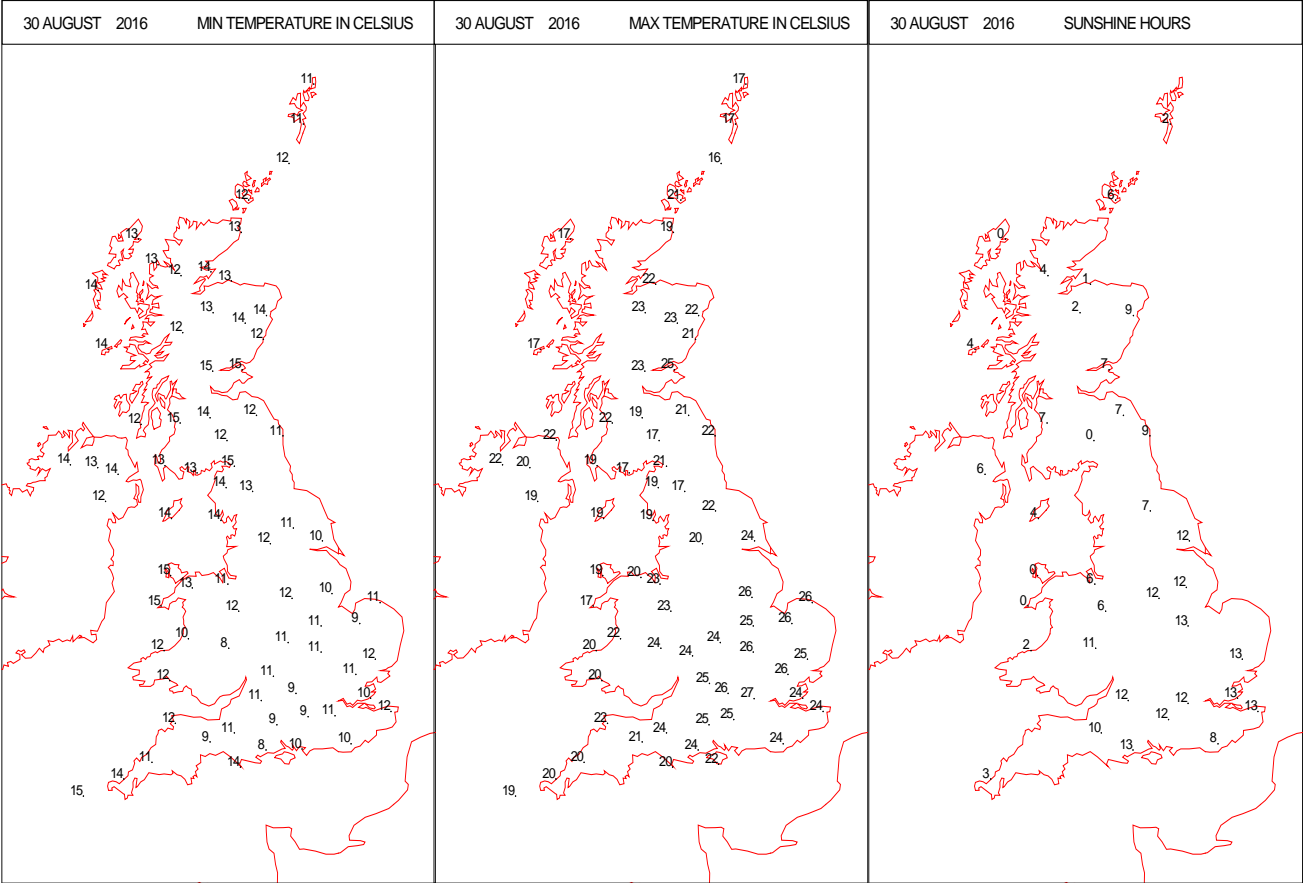 30 AUGUST 2016 MIN TEMPERATURE IN CELSIUS
11
11
12
12
13
13
13 12 14 13
14
13 14
14
12 12
14
15 15
14 12
12 15
12 11
14 13 14 13 13 15
14 13
12
14 14
11
12 10
15 13 11
12 10
15 12 11
11 9
10 11
12 8 11
12
12 11 11
11 9 10
12
12 9 9 11
9 11 8 10 10
11 14
14
15
30 AUGUST 2016 MAX TEMPERATURE IN CELSIUS
17
17
16
21
19
17
22
23 22
23
21
17
23 25
22 19 21
22 17 22
22 20 19 17 21
19 17
19
19 19 22
20 24
19 20 23
26
17 23 26
25 26
22 24
20 24 24 26 25
20 25 26
26 27 24
24
22 24 25 25
21 24 24
20 20 22
20
19
30 AUGUST 2016 SUNSHINE HOURS
2
6
0
4 1
2 9
4
7
7 7
0 9
6
4 7
12
0 6 12
12
0 6
12
2 11
13
12 12 13
13
10 12
13 8
3